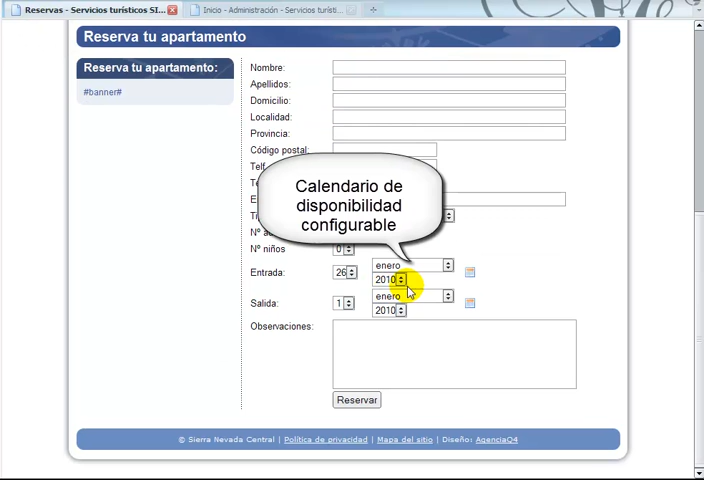 Reservas - Servicios turísticos SI...
Inicio - Administración - Servicios turísti...
Reserva tu apartamento
Reserva tu apartamento:
#banner#
Nombre:
Apellidos:
Domicilio:
Localidad:
Provincia:
Código postal:
Telf
Calendario de
disponibilidad
configurable
Nº niños
0
Entrada:
26
enero
2010
Salida:
1
enero
2010
Observaciones:
Reservar
© Sierra Nevada Central | Política de privacidad | Mapa del sitio | Diseño: AgenciaQ4